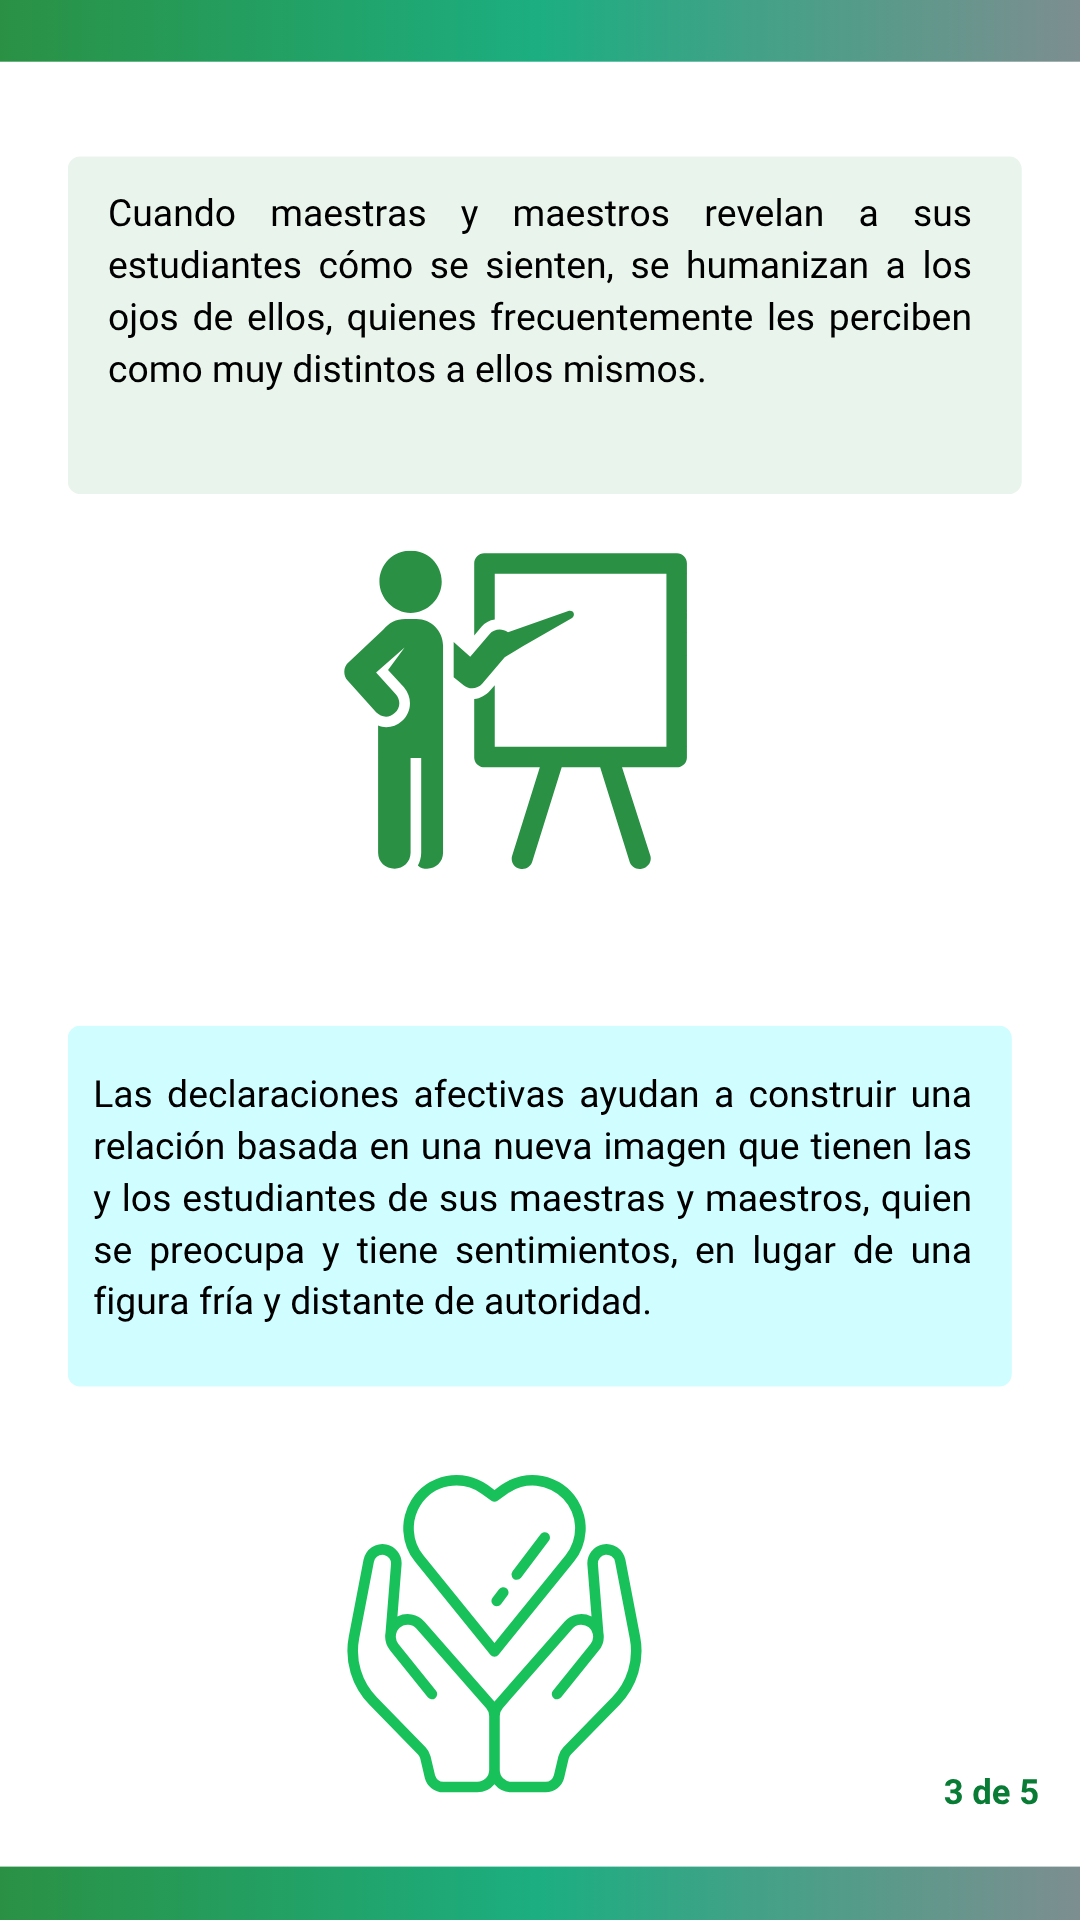 Cuando maestras y maestros revelan a sus
estudiantes cómo se sienten, se humanizan a los
ojos de ellos, quienes frecuentemente les perciben
como muy distintos a ellos mismos.
Las declaraciones afectivas ayudan a construir una
relación basada en una nueva imagen que tienen las
y los estudiantes de sus maestras y maestros, quien
se preocupa y tiene sentimientos, en lugar de una
figura fría y distante de autoridad.
3 de 5